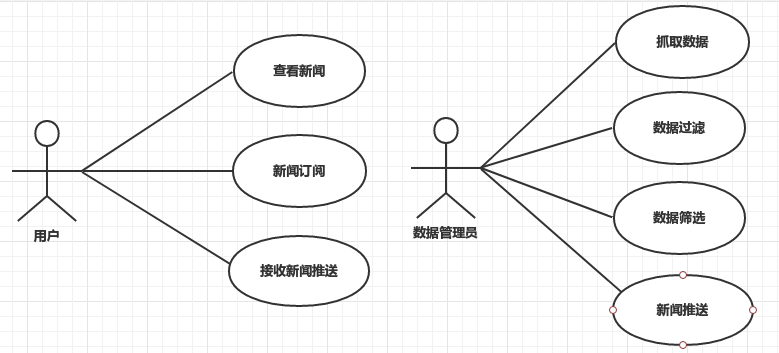 查看新闻
新闻订阅
接收新闻推送
用户
抓取数据
数据过滤
数据筛选
新闻推送
数据管理员